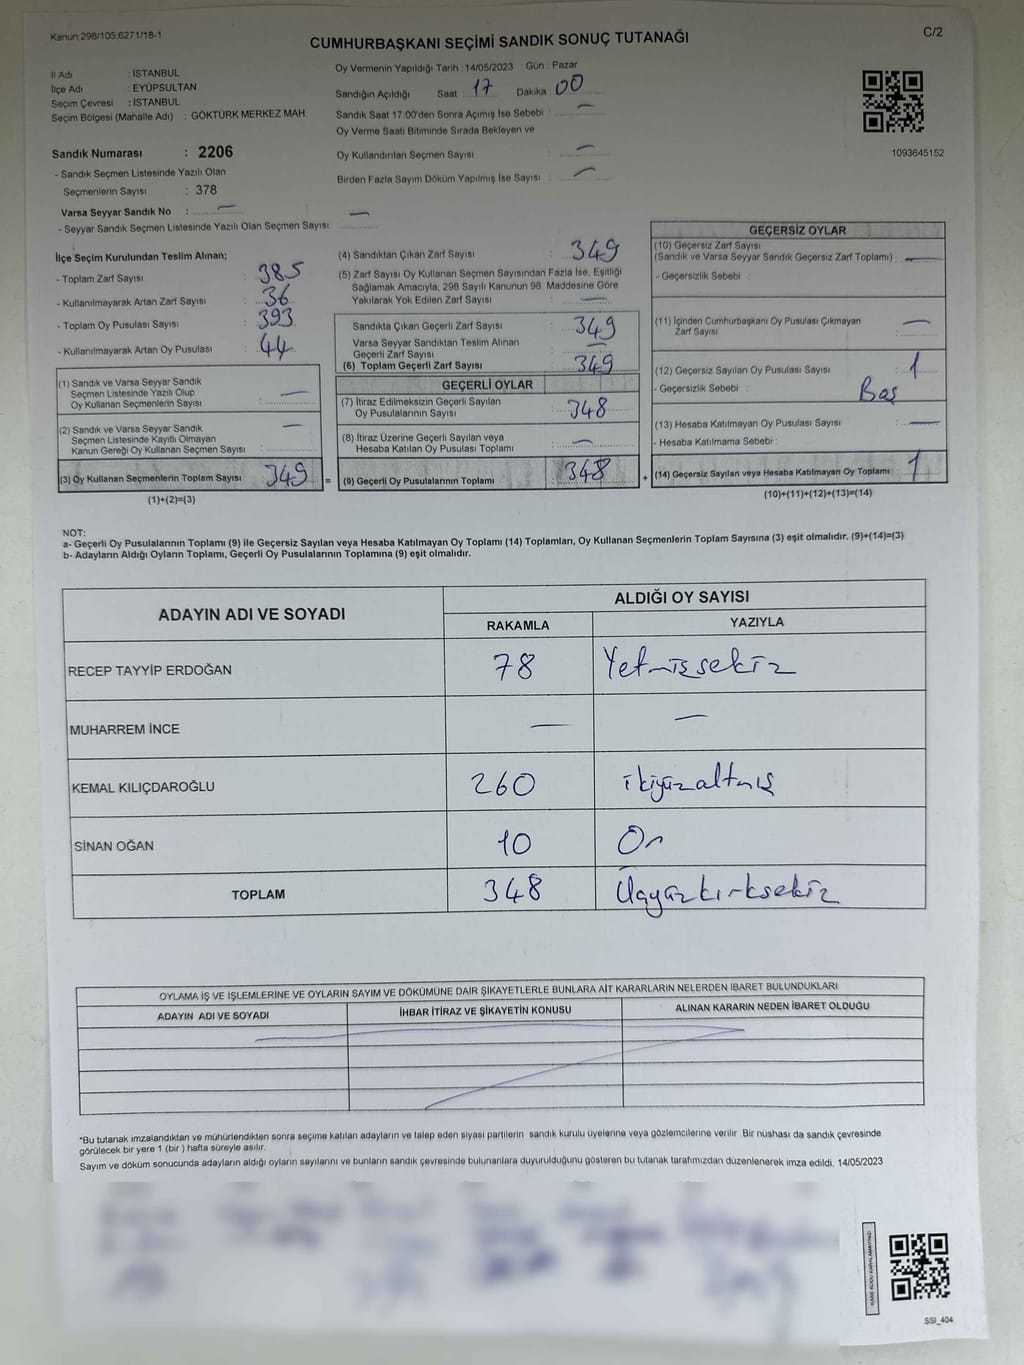 Kanun.298/105;6271/18-1
C/2
CUMHURBAŞKANI SEÇİMİ SANDIK SONUÇ TUTANAĞI
İl Adı : İSTANBUL
İlçe Adı : EYÜPSULTAN
Seçim Çevresi : İSTANBUL
Seçim Bölgesi (Mahalle Adı) : GÖKTÜRK MERKEZ MAH.
Oy Vermenin Yapıldığı Tarih : 14/05/2023 Gün : Pazar
Sandığın Açıldığı Saat : 17 Dakika : 00
Sandık Saat 17:00'den Sonra Açımış İse Sebebi : —
Oy Verme Saati Bitiminde Sırada Bekleyen ve
Oy Kullandırılan Seçmen Sayısı : —
Birden Fazla Sayım Döküm Yapılmış İse Sayısı : —
1093645152
Sandık Numarası : 2206
- Sandık Seçmen Listesinde Yazılı Olan
Seçmenlerin Sayısı : 378
Varsa Seyyar Sandık No : —
- Seyyar Sandık Seçmen Listesinde Yazılı Olan Seçmen Sayısı: —
İlçe Seçim Kurulundan Teslim Alınan;
- Toplam Zarf Sayısı : 385
- Kullanılmayarak Artan Zarf Sayısı : 36
- Toplam Oy Pusulası Sayısı : 393
- Kullanılmayarak Artan Oy Pusulası : 44
(1) Sandık ve Varsa Seyyar Sandık
Seçmen Listesinde Yazılı Olup
Oy Kullanan Seçmenlerin Sayısı : —
(2) Sandık ve Varsa Seyyar Sandık
Seçmen Listesinde Kayıtlı Olmayan
Kanun Gereği Oy Kullanan Seçmen Sayısı : —
(3) Oy Kullanan Seçmenlerin Toplam Sayısı 349
(1)+(2)=(3)
(4) Sandıktan Çıkan Zarf Sayısı : 349
(5) Zarf Sayısı Oy Kullanan Seçmen Sayısından Fazla İse, Eşitliği
Sağlamak Amacıyla; 298 Sayılı Kanunun 98. Maddesine Göre
Yakılarak Yok Edilen Zarf Sayısı : —
Sandıkta Çıkan Geçerli Zarf Sayısı : 349
Varsa Seyyar Sandıktan Teslim Alınan
Geçerli Zarf Sayısı : —
(6) Toplam Geçerli Zarf Sayısı : 349
GEÇERLİ OYLAR
(7) İtiraz Edilmeksizin Geçerli Sayılan
Oy Pusulalarının Sayısı : 348
(8) İtiraz Üzerine Geçerli Sayılan veya
Hesaba Katılan Oy Pusulası Toplamı : —
= (9) Geçerli Oy Pusulalarının Toplamı : 348
GEÇERSİZ OYLAR
(10) Geçersiz Zarf Sayısı
(Sandık ve Varsa Seyyar Sandık Geçersiz Zarf Toplamı) : —
- Geçersizlik Sebebi :
(11) İçinden Cumhurbaşkanı Oy Pusulası Çıkmayan
Zarf Sayısı : —
(12) Geçersiz Sayılan Oy Pusulası Sayısı : 1
- Geçersizlik Sebebi : Boş
(13) Hesaba Katılmayan Oy Pusulası Sayısı : —
- Hesaba Katılmama Sebebi :
+ (14) Geçersiz Sayılan veya Hesaba Katılmayan Oy Toplamı 1
(10)+(11)+(12)+(13)=(14)
NOT:
a- Geçerli Oy Pusulalarının Toplamı (9) ile Geçersiz Sayılan veya Hesaba Katılmayan Oy Toplamı (14) Toplamları, Oy Kullanan Seçmenlerin Toplam Sayısına (3) eşit olmalıdır. (9)+(14)=(3)
b- Adayların Aldığı Oyların Toplamı, Geçerli Oy Pusulalarının Toplamına (9) eşit olmalıdır.
ADAYIN ADI VE SOYADI
ALDIĞI OY SAYISI
RAKAMLA YAZIYLA
RECEP TAYYİP ERDOĞAN 78 Yetmişsekiz
MUHARREM İNCE — —
KEMAL KILIÇDAROĞLU 260 ikiyüzaltmış
SİNAN OĞAN 10 On
TOPLAM 348 Üçyüzkırksekiz
OYLAMA İŞ VE İŞLEMLERİNE VE OYLARIN SAYIM VE DÖKÜMÜNE DAİR ŞİKAYETLERLE BUNLARA AİT KARARLARIN NELERDEN İBARET BULUNDUKLARI
ADAYIN ADI VE SOYADI İHBAR İTİRAZ VE ŞİKAYETİN KONUSU ALINAN KARARIN NEDEN İBARET OLDUĞU
*Bu tutanak imzalandıktan ve mühürlendikten sonra seçime katılan adayların ve talep eden siyasi partilerin sandık kurulu üyelerine veya gözlemcilerine verilir. Bir nüshası da sandık çevresinde
görülecek bir yere 1 (bir ) hafta süreyle asılır.
Sayım ve döküm sonucunda adayların aldığı oyların sayılarını ve bunların sandık çevresinde bulunanlara duyurulduğunu gösteren bu tutanak tarafımızdan düzenlenerek imza edildi. 14/05/2023
KARE KODU KARALAMAYINIZ!
SSI_404